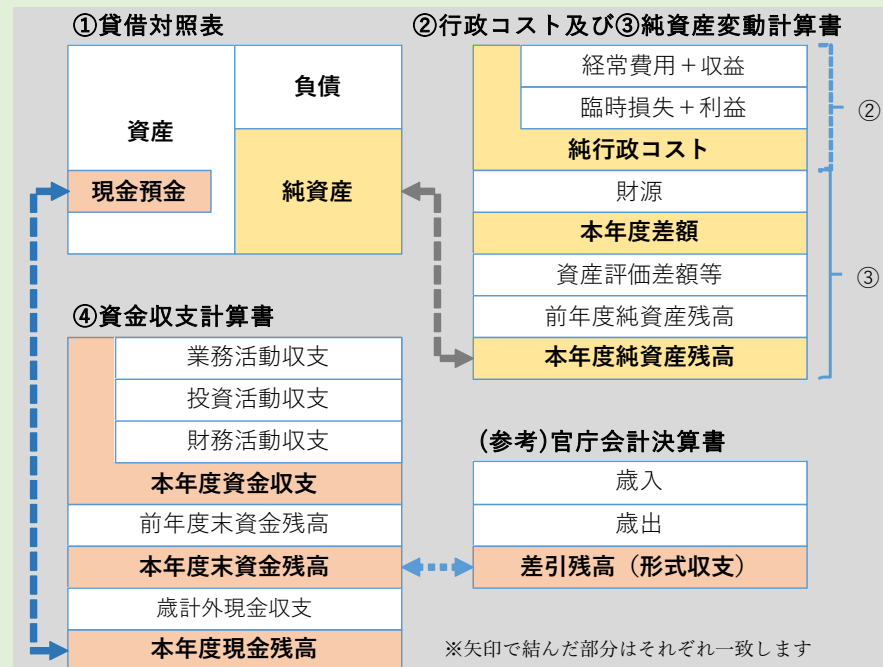 ①貸借対照表
資産
負債
現金預金
純資産
②行政コスト及び③純資産変動計算書
経常費用＋収益
臨時損失＋利益
純行政コスト
②
財源
本年度差額
資産評価差額等
前年度純資産残高
本年度純資産残高
③
④資金収支計算書
業務活動収支
投資活動収支
財務活動収支
本年度資金収支
前年度末資金残高
本年度末資金残高
歳計外現金収支
本年度現金残高
(参考)官庁会計決算書
歳入
歳出
差引残高（形式収支）
※矢印で結んだ部分はそれぞれ一致します